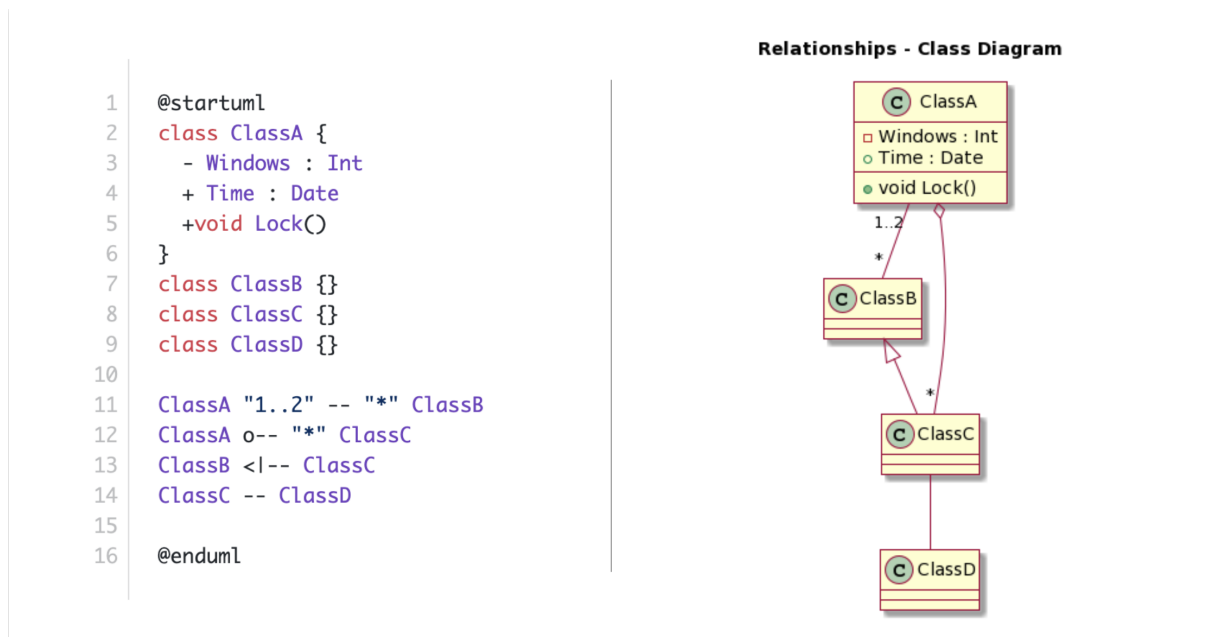 1 @startuml
2 class ClassA {
3 - Windows : Int
4 + Time : Date
5 +void Lock()
6 }
7 class ClassB {}
8 class ClassC {}
9 class ClassD {}
10
11 ClassA "1..2" -- "*" ClassB
12 ClassA o-- "*" ClassC
13 ClassB <|-- ClassC
14 ClassC -- ClassD
15
16 @enduml
Relationships - Class Diagram
C ClassA
Windows : Int
Time : Date
void Lock()
1..2
*
C ClassB
*
C ClassC
C ClassD